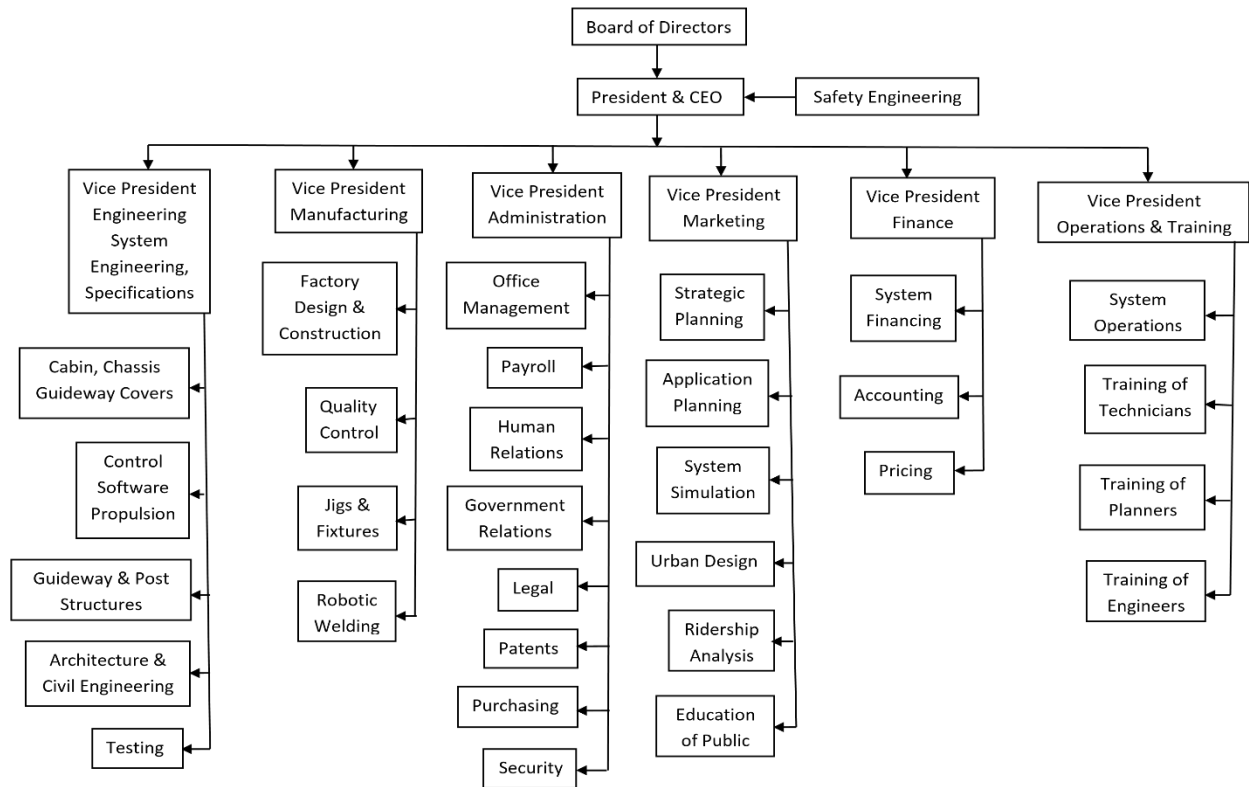 Board of Directors
President & CEO
Safety Engineering
Vice President
Engineering
System
Engineering,
Specifications
Cabin, Chassis
Guideway Covers
Control
Software
Propulsion
Guideway & Post
Structures
Architecture &
Civil Engineering
Testing
Vice President
Manufacturing
Factory
Design &
Construction
Quality
Control
Jigs &
Fixtures
Robotic
Welding
Vice President
Administration
Office
Management
Payroll
Human
Relations
Government
Relations
Legal
Patents
Purchasing
Security
Vice President
Marketing
Strategic
Planning
Application
Planning
System
Simulation
Urban Design
Ridership
Analysis
Education
of Public
Vice President
Finance
System
Financing
Accounting
Pricing
Vice President
Operations & Training
System
Operations
Training of
Technicians
Training of
Planners
Training of
Engineers